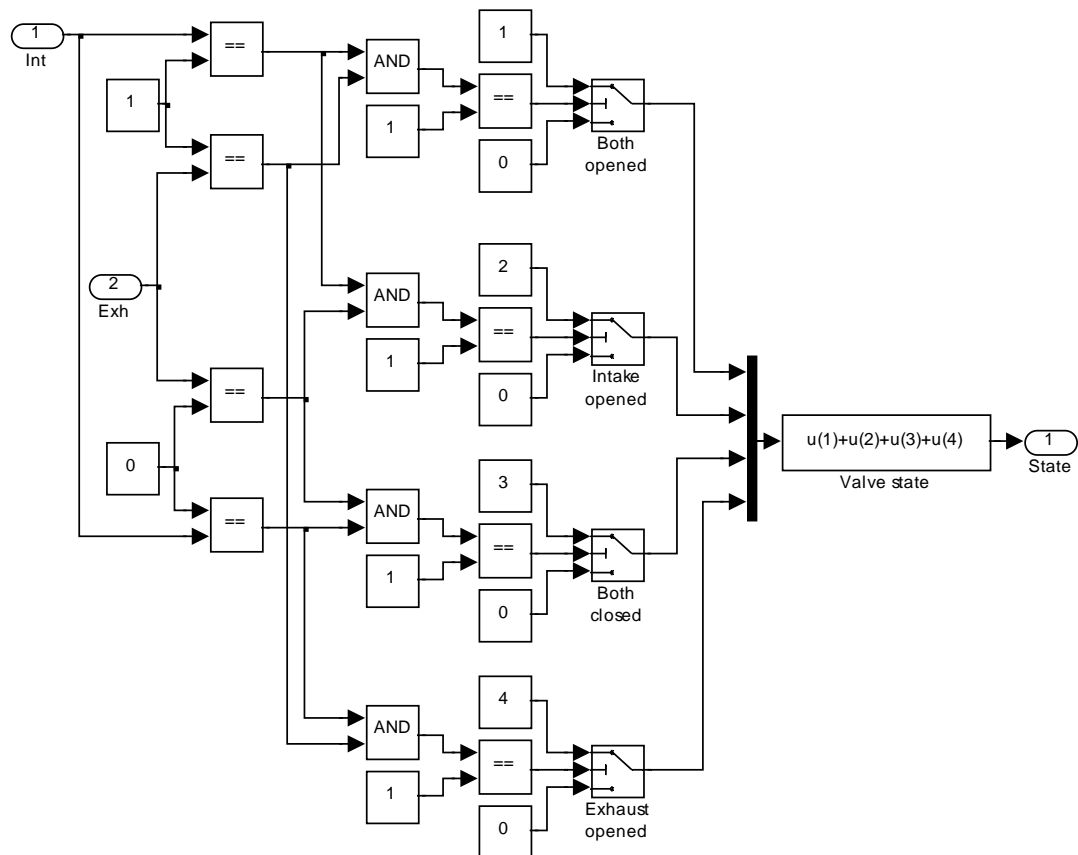 1
Int
==
1
==
AND
1
1
==
0
Both
opened
2
Exh
AND
1
2
==
0
Intake
opened
==
0
==
AND
1
3
==
0
Both
closed
AND
1
4
==
0
Exhaust
opened
u(1)+u(2)+u(3)+u(4)
Valve state
1
State